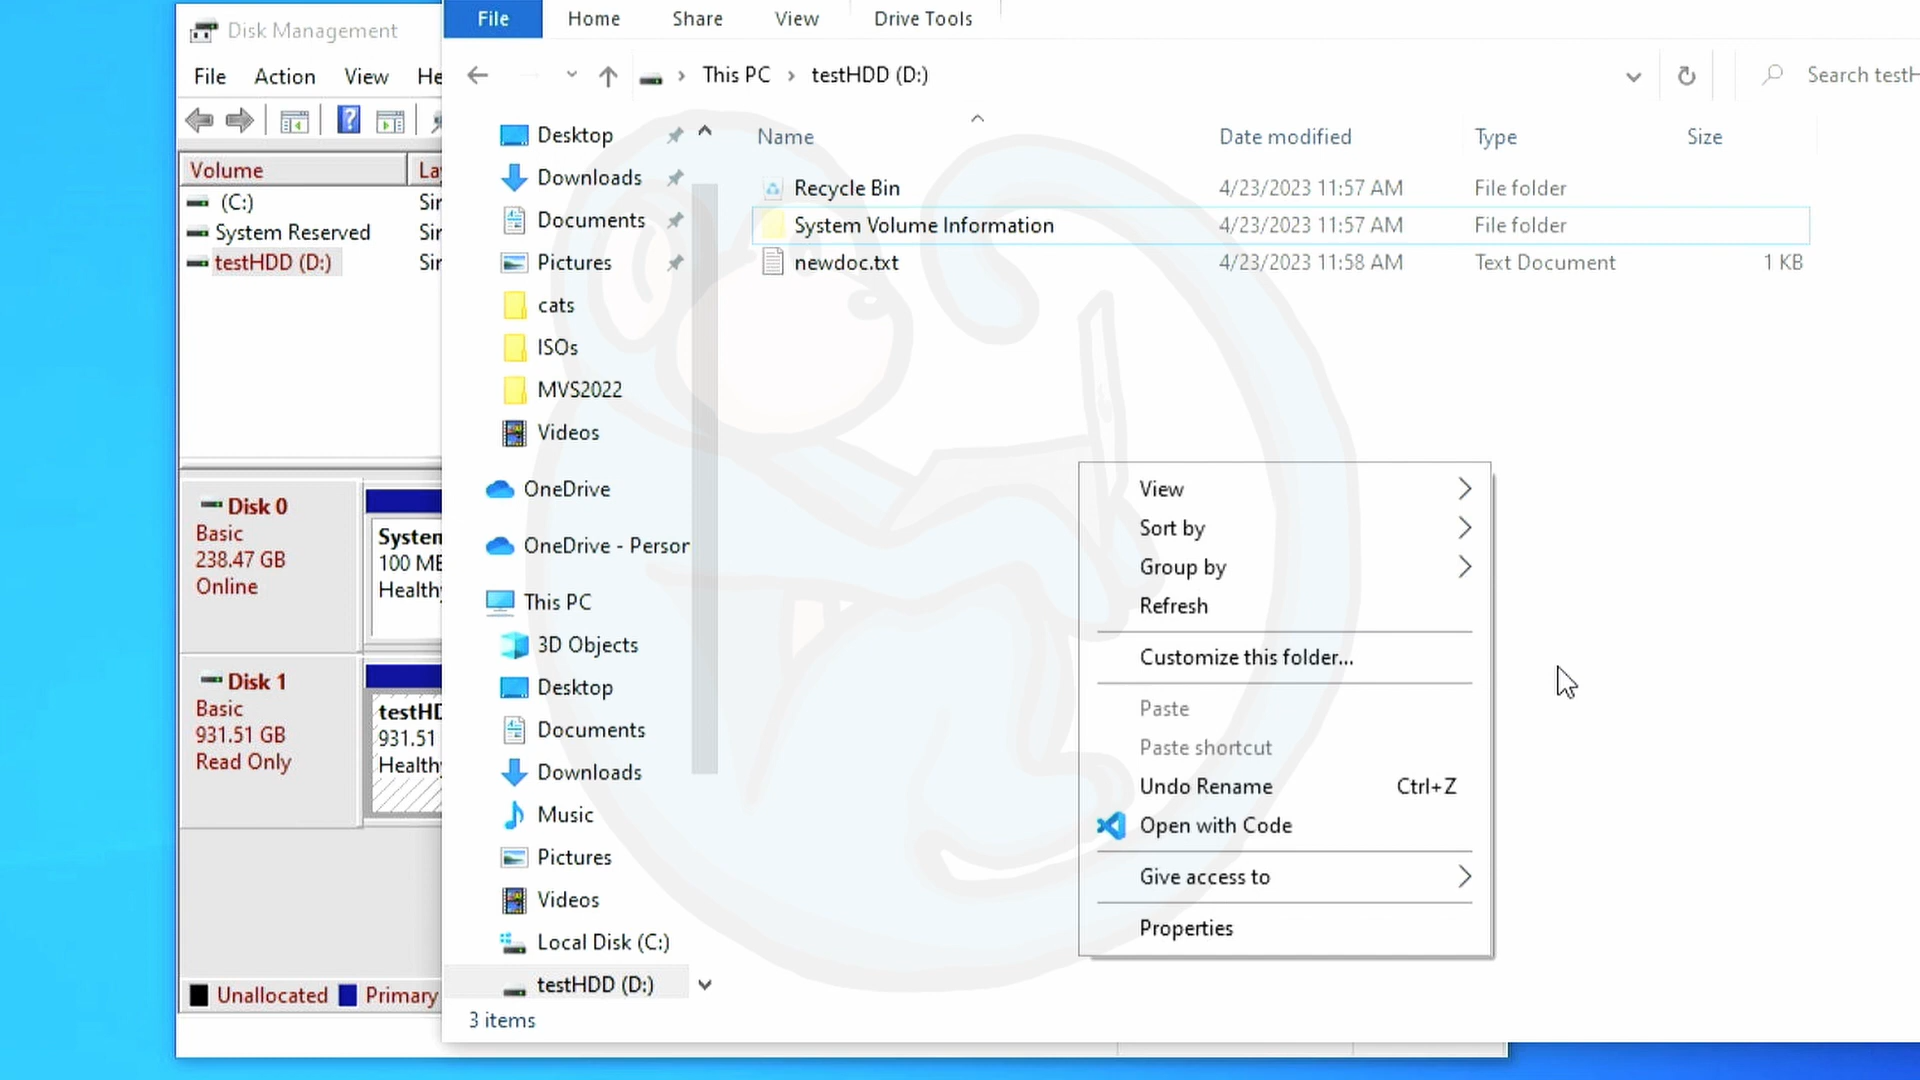 Disk Management
File Action View He
Volume La
(C:) Sir
System Reserved Sir
testHDD (D:) Sir
Disk 0
Basic
238.47 GB
Online
System
100 ME
Healthy
Disk 1
Basic
931.51 GB
Read Only
testHD
931.51
Healthy
Unallocated Primary
File Home Share View Drive Tools
This PC testHDD (D:)
Search testH
Desktop
Downloads
Documents
Pictures
cats
ISOs
MVS2022
Videos
OneDrive
OneDrive - Person
This PC
3D Objects
Desktop
Documents
Downloads
Music
Pictures
Videos
Local Disk (C:)
testHDD (D:)
3 items
Name Date modified Type Size
Recycle Bin 4/23/2023 11:57 AM File folder
System Volume Information 4/23/2023 11:57 AM File folder
newdoc.txt 4/23/2023 11:58 AM Text Document 1 KB
View
Sort by
Group by
Refresh
Customize this folder...
Paste
Paste shortcut
Undo Rename Ctrl+Z
Open with Code
Give access to
Properties